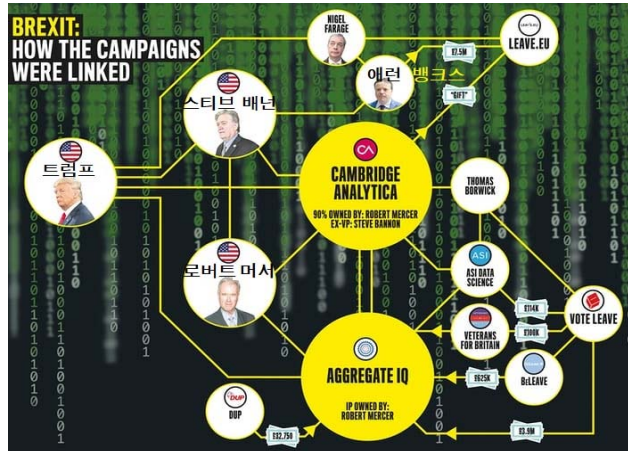 BREXIT:
HOW THE CAMPAIGNS
WERE LINKED
NIGEL
FARAGE
LEAVE.EU
£7.5M
애런 뱅크스
"GIFT"
스티브 배넌
트럼프
CAMBRIDGE
ANALYTICA
90% OWNED BY: ROBERT MERCER
EX-VP: STEVE BANNON
THOMAS
BORWICK
로버트 머서
ASI
ASI DATA
SCIENCE
£114K
VOTE LEAVE
VETERANS
FOR BRITAIN
£100K
AGGREGATE IQ
IP OWNED BY:
ROBERT MERCER
£625K
BeLEAVE
DUP
DUP
£32,750
£3.9M